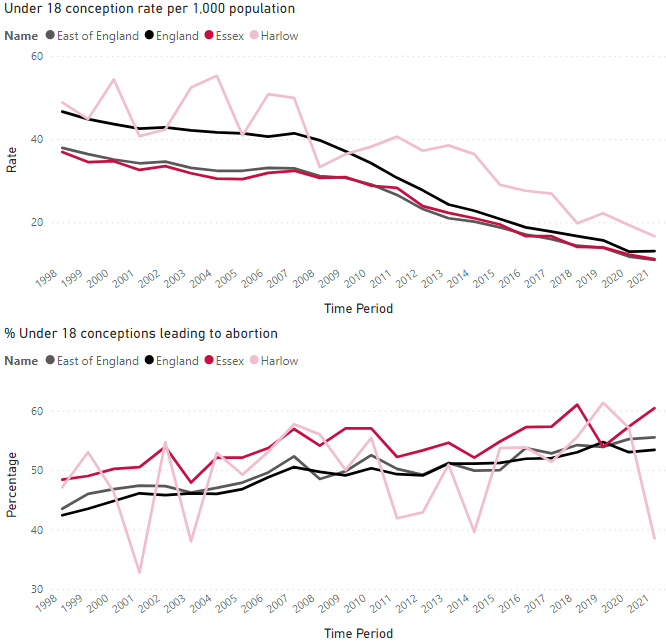 Under 18 conception rate per 1,000 population
Name East of England England Essex Harlow
60
40
20
Rate
1998 1999 2000 2001 2002 2003 2004 2005 2006 2007 2008 2009 2010 2011 2012 2013 2014 2015 2016 2017 2018 2019 2020 2021
Time Period
% Under 18 conceptions leading to abortion
Name East of England England Essex Harlow
60
50
40
30
Percentage
1998 1999 2000 2001 2002 2003 2004 2005 2006 2007 2008 2009 2010 2011 2012 2013 2014 2015 2016 2017 2018 2019 2020 2021
Time Period